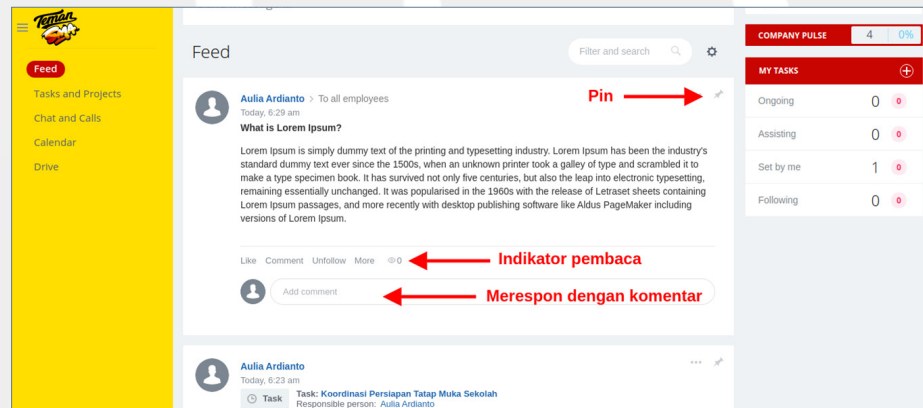 Teman
Feed
Tasks and Projects
Chat and Calls
Calendar
Drive
Feed
Filter and search
Aulia Ardianto > To all employees
Today, 6:29 am
Pin
What is Lorem Ipsum?
Lorem Ipsum is simply dummy text of the printing and typesetting industry. Lorem Ipsum has been the industry's
standard dummy text ever since the 1500s, when an unknown printer took a galley of type and scrambled it to
make a type specimen book. It has survived not only five centuries, but also the leap into electronic typesetting,
remaining essentially unchanged. It was popularised in the 1960s with the release of Letraset sheets containing
Lorem Ipsum passages, and more recently with desktop publishing software like Aldus PageMaker including
versions of Lorem Ipsum.
Like Comment Unfollow More 0
Indikator pembaca
Add comment
Merespon dengan komentar
Aulia Ardianto
Today, 6:23 am
Task Task: Koordinasi Persiapan Tatap Muka Sekolah
Responsible person: Aulia Ardianto
COMPANY PULSE 4 0%
MY TASKS
Ongoing 0 0
Assisting 0 0
Set by me 1 0
Following 0 0